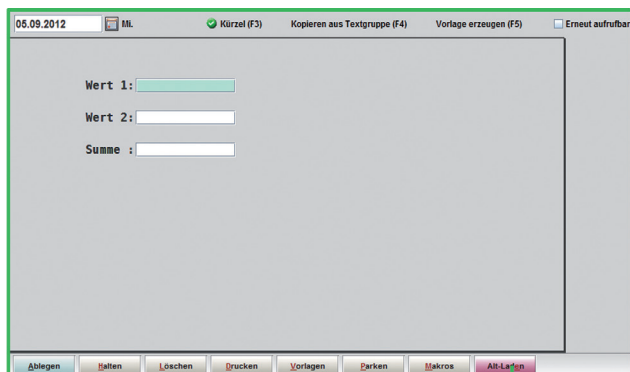 05.09.2012 Mi. Kürzel (F3) Kopieren aus Textgruppe (F4) Vorlage erzeugen (F5) Erneut aufrufbar
Wert 1:
Wert 2:
Summe :
Ablegen Halten Löschen Drucken Vorlagen Parken Makros Alt-Laden